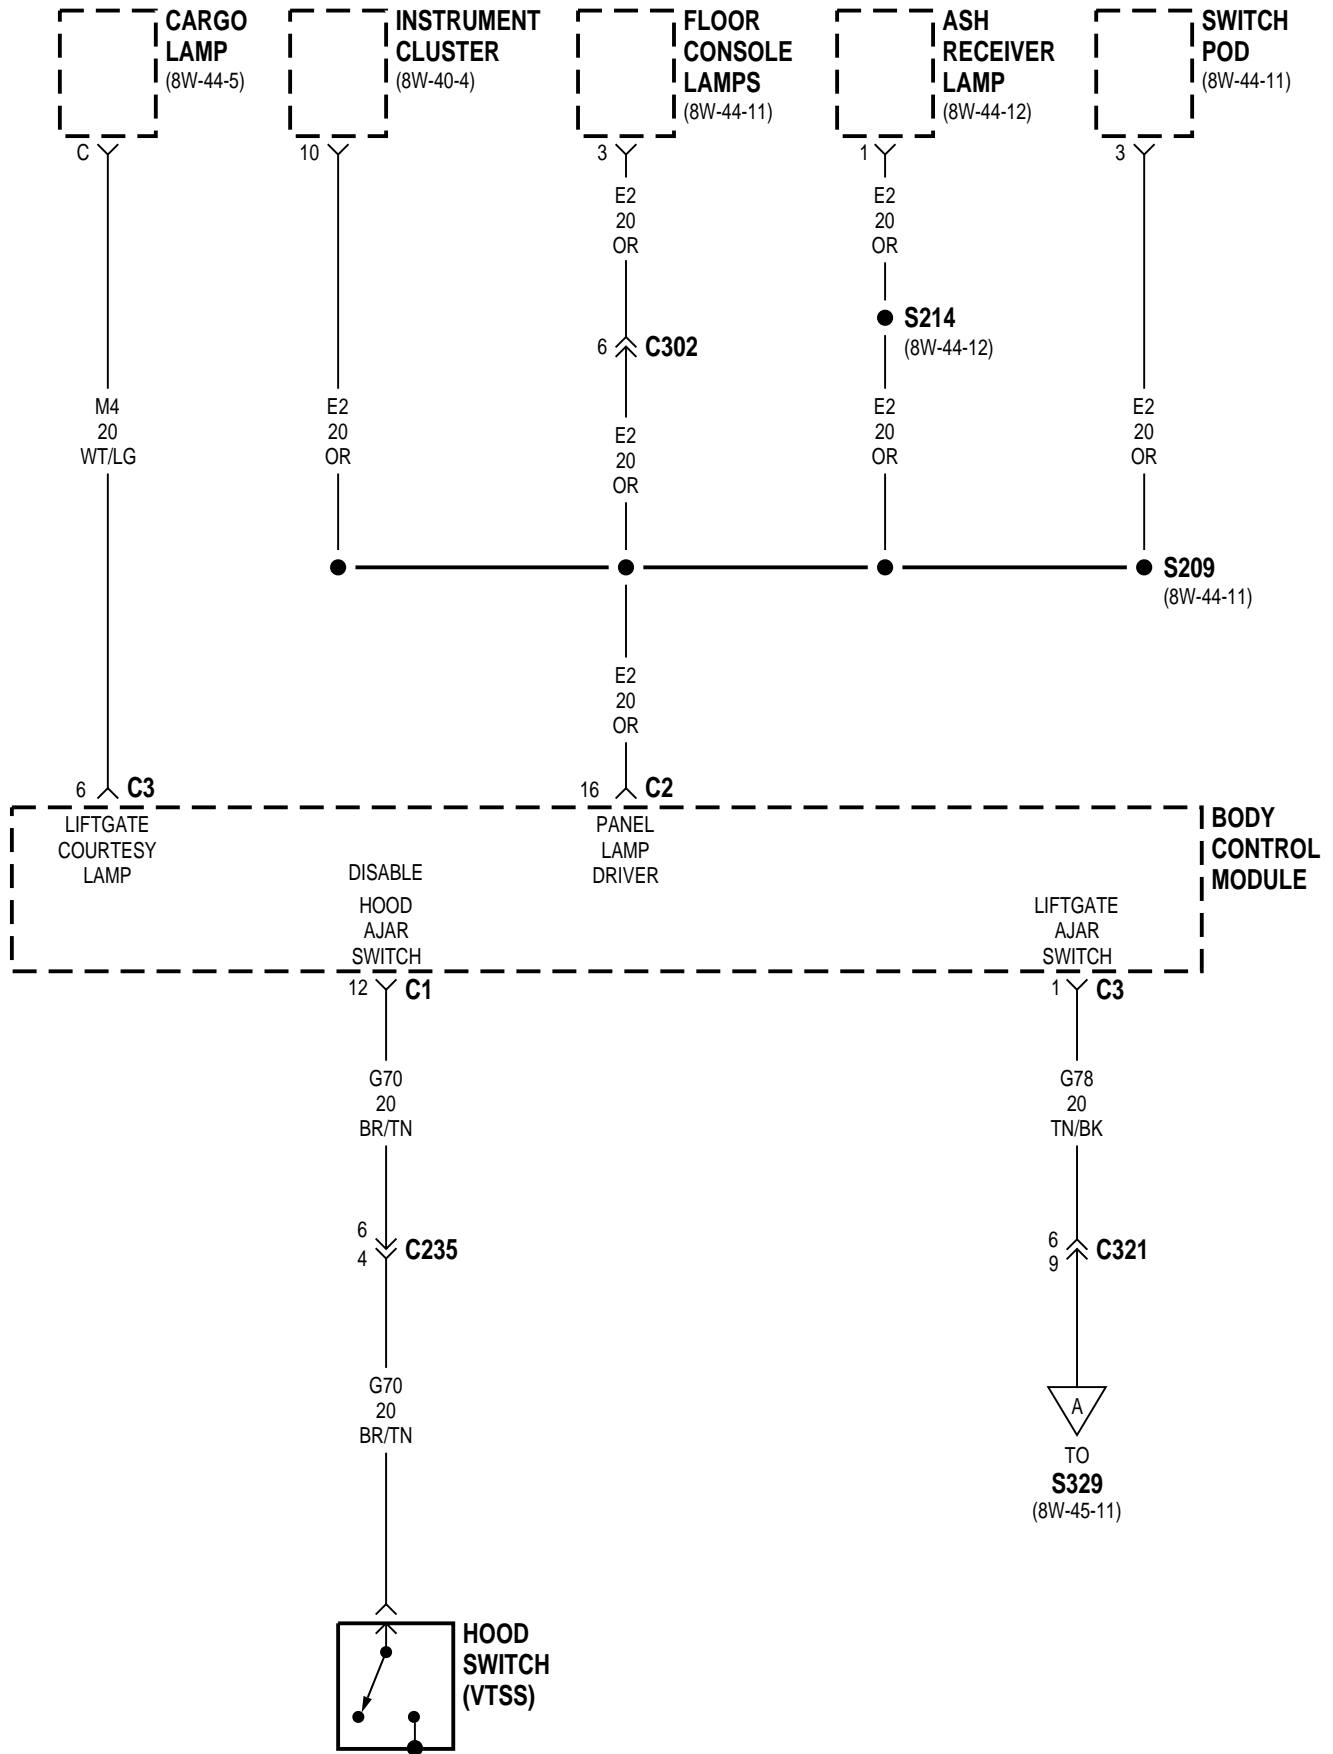 CARGO
LAMP
(8W-44-5)
INSTRUMENT
CLUSTER
(8W-40-4)
FLOOR
CONSOLE
LAMPS
(8W-44-11)
ASH
RECEIVER
LAMP
(8W-44-12)
SWITCH
POD
(8W-44-11)
C
10
3
1
3
E2
20
OR
E2
20
OR
S214
(8W-44-12)
6
C302
M4
20
WT/LG
E2
20
OR
E2
20
OR
E2
20
OR
E2
20
OR
S209
(8W-44-11)
E2
20
OR
6
C3
16
C2
BODY
CONTROL
MODULE
LIFTGATE
COURTESY
LAMP
PANEL
LAMP
DRIVER
DISABLE
HOOD
AJAR
SWITCH
LIFTGATE
AJAR
SWITCH
12
C1
1
C3
G70
20
BR/TN
G78
20
TN/BK
6
4
C235
6
9
C321
G70
20
BR/TN
A
TO
S329
(8W-45-11)
HOOD
SWITCH
(VTSS)